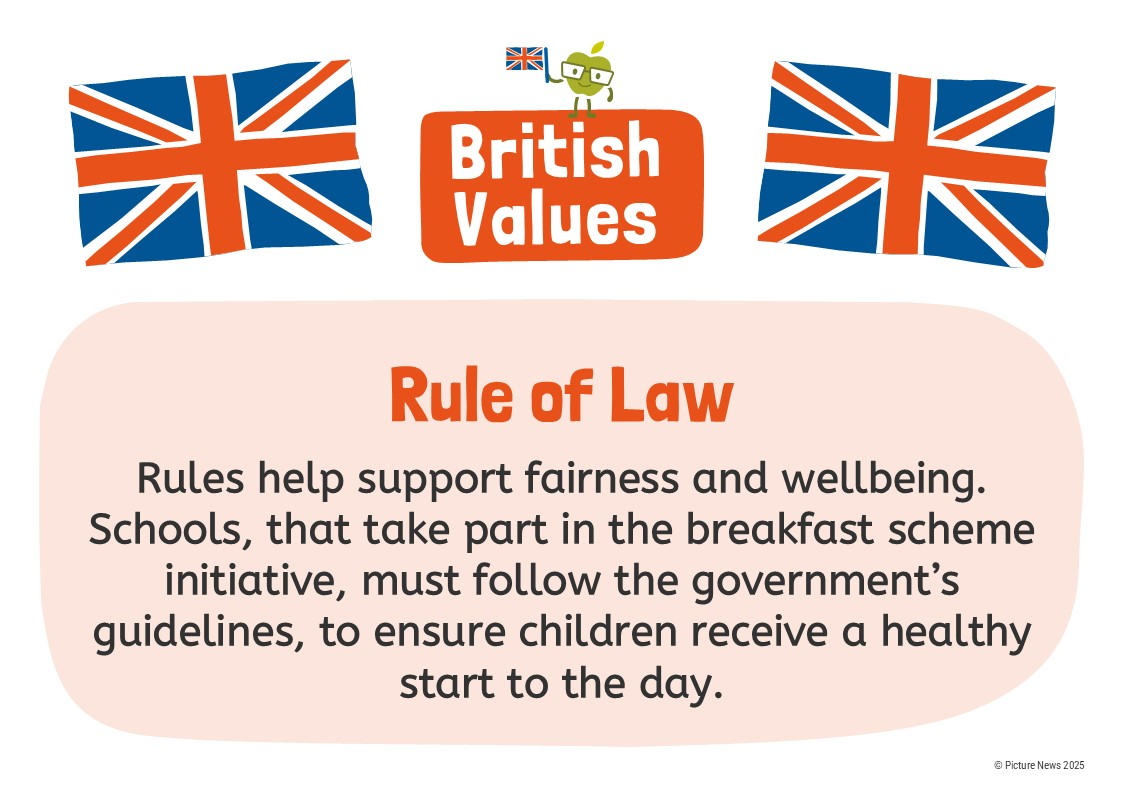 British
Values
Rule of Law
Rules help support fairness and wellbeing.
Schools, that take part in the breakfast scheme
initiative, must follow the government’s
guidelines, to ensure children receive a healthy
start to the day.
© Picture News 2025